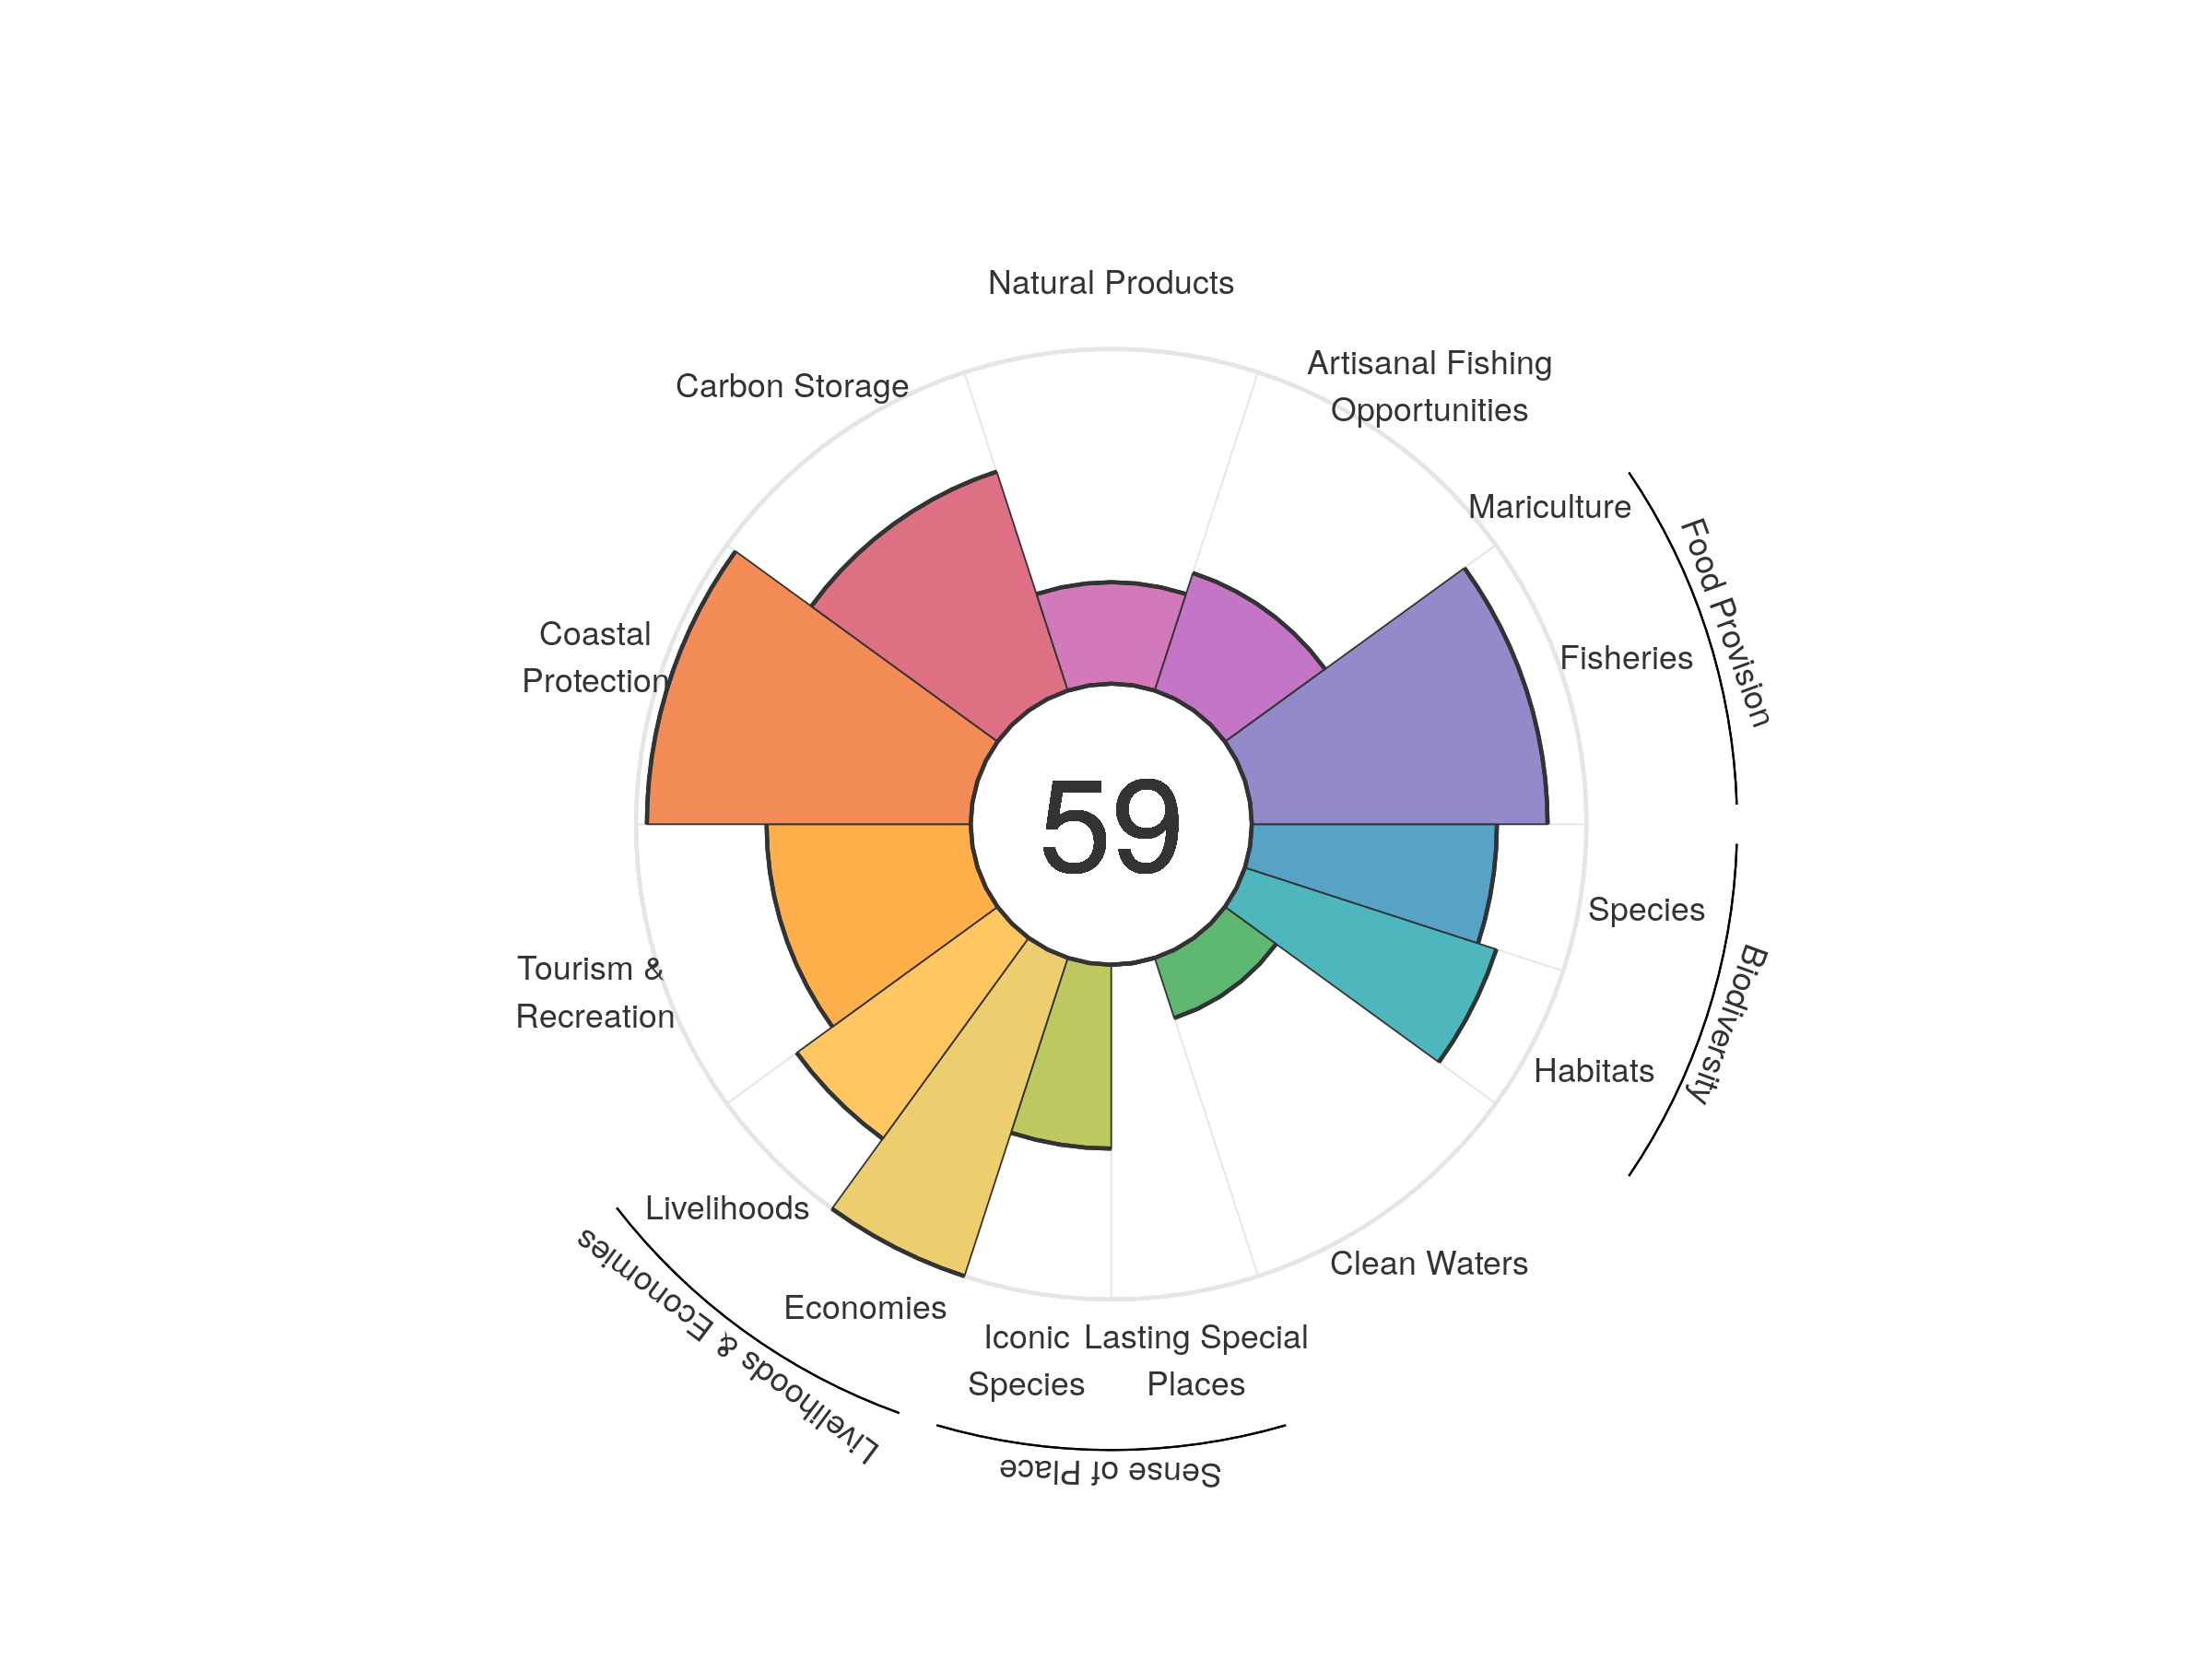 Natural Products
Artisanal Fishing
Opportunities
Carbon Storage
Mariculture
Food Provision
Coastal
Protection
Fisheries
59
Species
Biodiversity
Tourism &
Recreation
Habitats
Livelihoods
Clean Waters
Livelihoods & Economies
Economies
Iconic
Species
Lasting Special
Places
Sense of Place